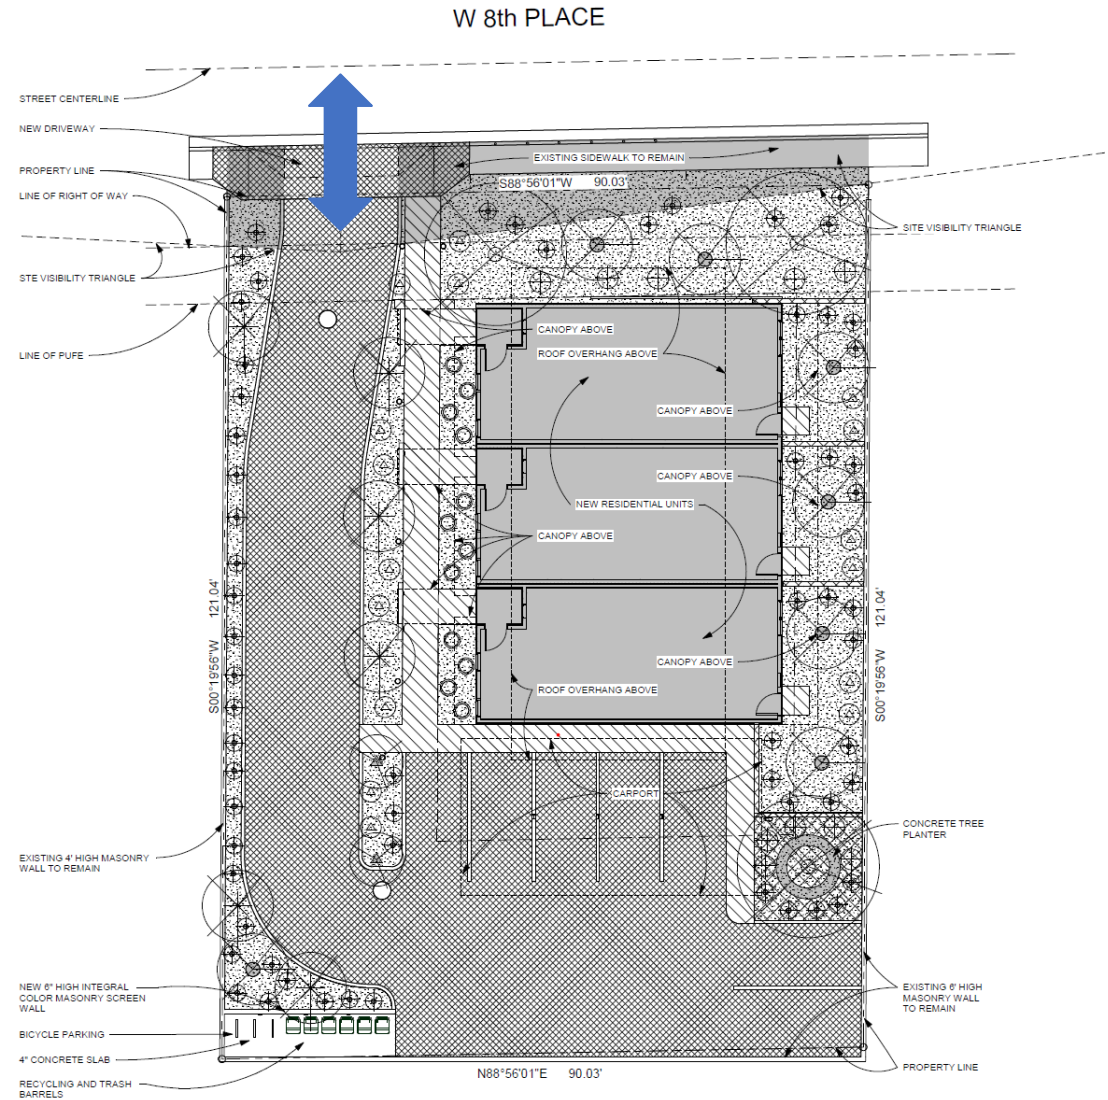 W 8th PLACE
STREET CENTERLINE
NEW DRIVEWAY
EXISTING SIDEWALK TO REMAIN
PROPERTY LINE
S88°56'01"W 90.03'
LINE OF RIGHT OF WAY
SITE VISIBILITY TRIANGLE
STE VISIBILITY TRIANGLE
CANOPY ABOVE
LINE OF PUFE
ROOF OVERHANG ABOVE
CANOPY ABOVE
CANOPY ABOVE
NEW RESIDENTIAL UNITS
CANOPY ABOVE
S00°19'56"W 121.04'
S00°19'56"W 121.04'
CANOPY ABOVE
ROOF OVERHANG ABOVE
CARPORT
CONCRETE TREE
PLANTER
EXISTING 4' HIGH MASONRY
WALL TO REMAIN
NEW 6" HIGH INTEGRAL
COLOR MASONRY SCREEN
WALL
EXISTING 6' HIGH
MASONRY WALL
TO REMAIN
BICYCLE PARKING
4" CONCRETE SLAB
PROPERTY LINE
RECYCLING AND TRASH
BARRELS
N88°56'01"E 90.03'